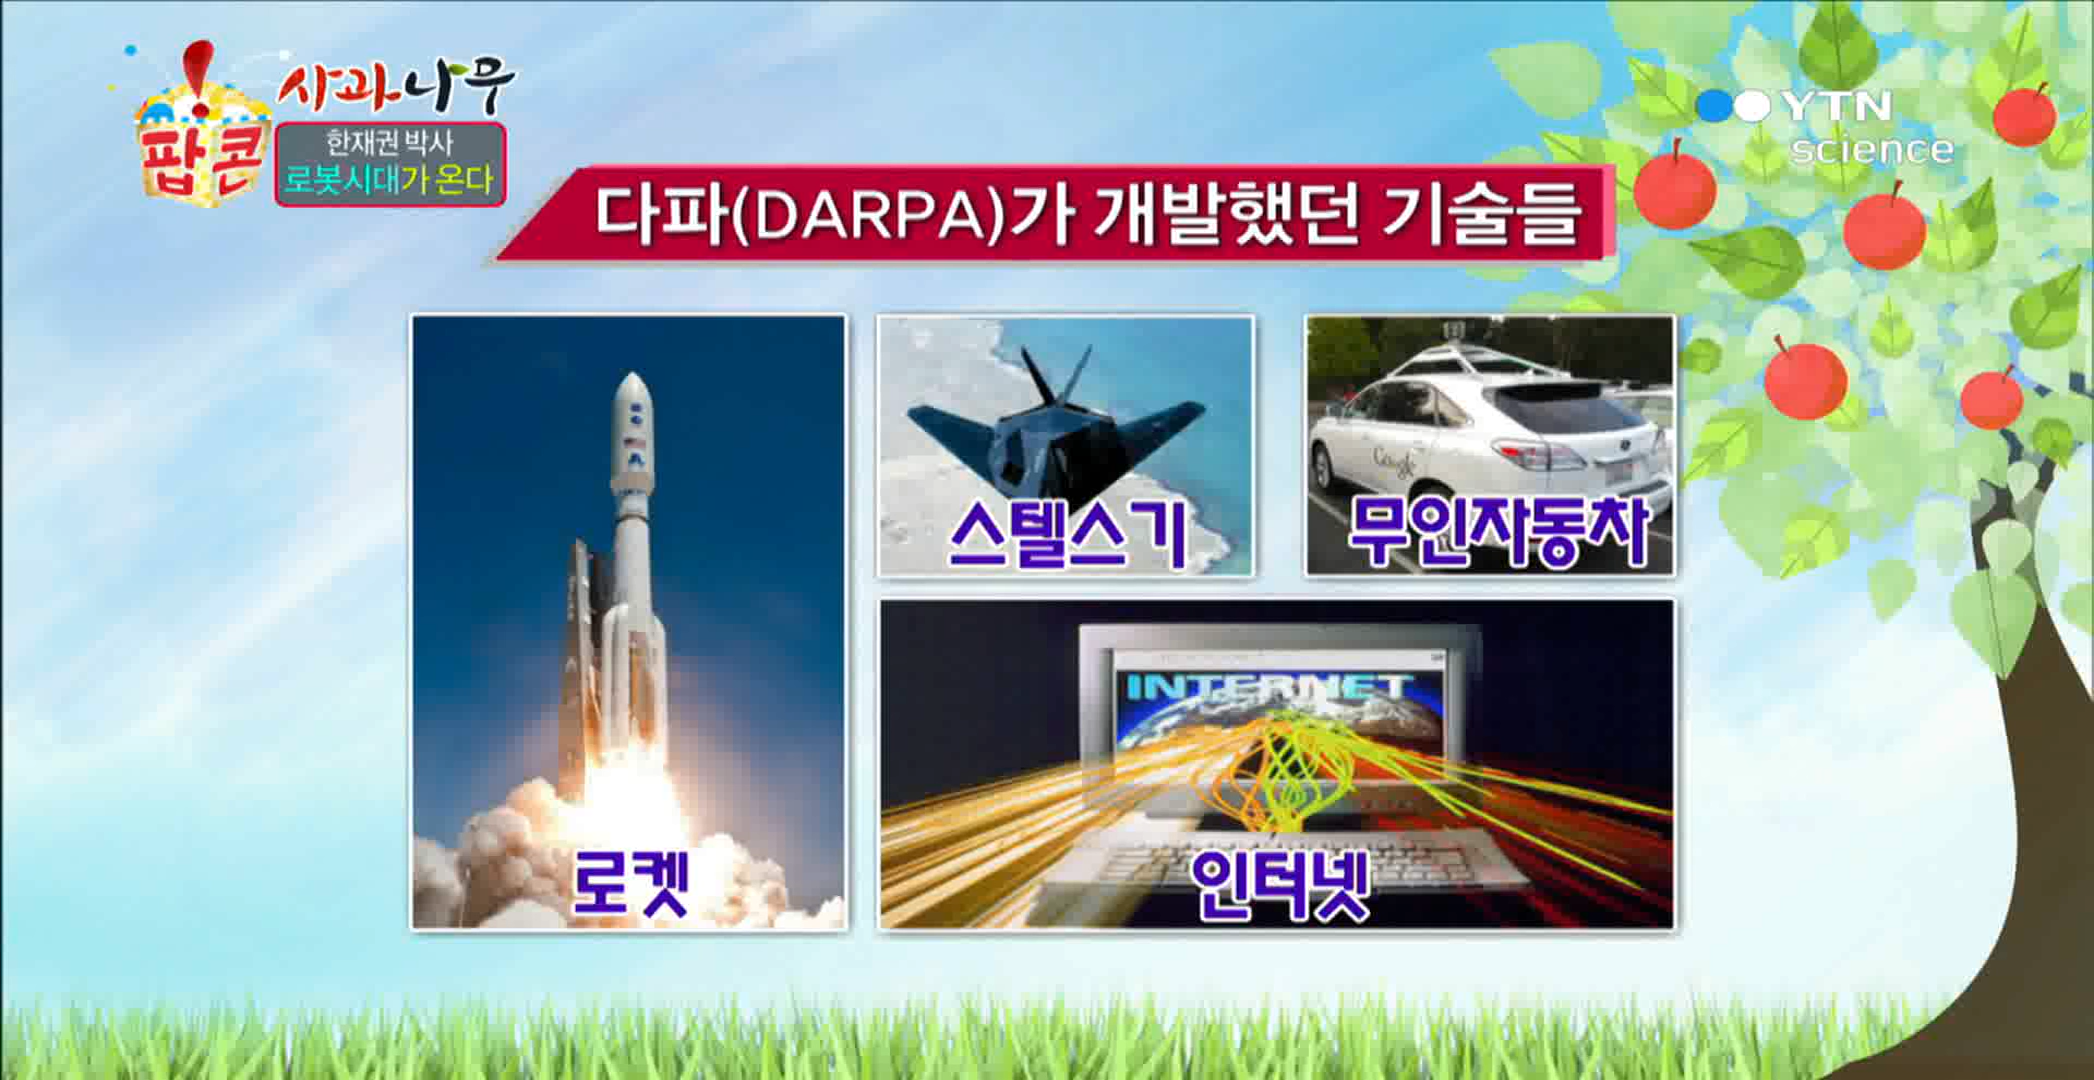 사과나무
팝콘
한재권 박사
로봇시대가 온다
YTN
science
다파(DARPA)가 개발했던 기술들
스텔스기
무인자동차
Google
INTERNET
로켓
인터넷